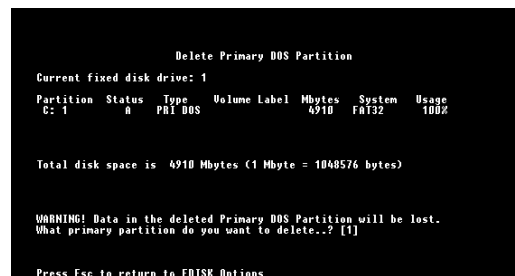 Delete Primary DOS Partition
Current fixed disk drive: 1
Partition Status Type Volume Label Mbytes System Usage
C: 1 A PRI DOS 4910 FAT32 100%
Total disk space is 4910 Mbytes (1 Mbyte = 1048576 bytes)
WARNING! Data in the deleted Primary DOS Partition will be lost.
What primary partition do you want to delete..? [1]
Press Esc to return to FDISK Options